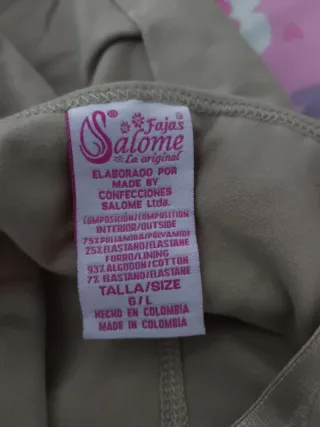 Fajas
Salome®
La original
ELABORADO POR
MADE BY
CONFECCIONES
SALOME Ltda.
COMPOSICIÓN/COMPOSITION
INTERIOR/OUTSIDE
75% POLIAMIDA/POLYAMIDE
25% ELASTANO/ELASTANE
FORRO/LINING
93% ALGODON/COTTON
7% ELASTANO/ELASTANE
TALLA/SIZE
G/L
HECHO EN COLOMBIA
MADE IN COLOMBIA